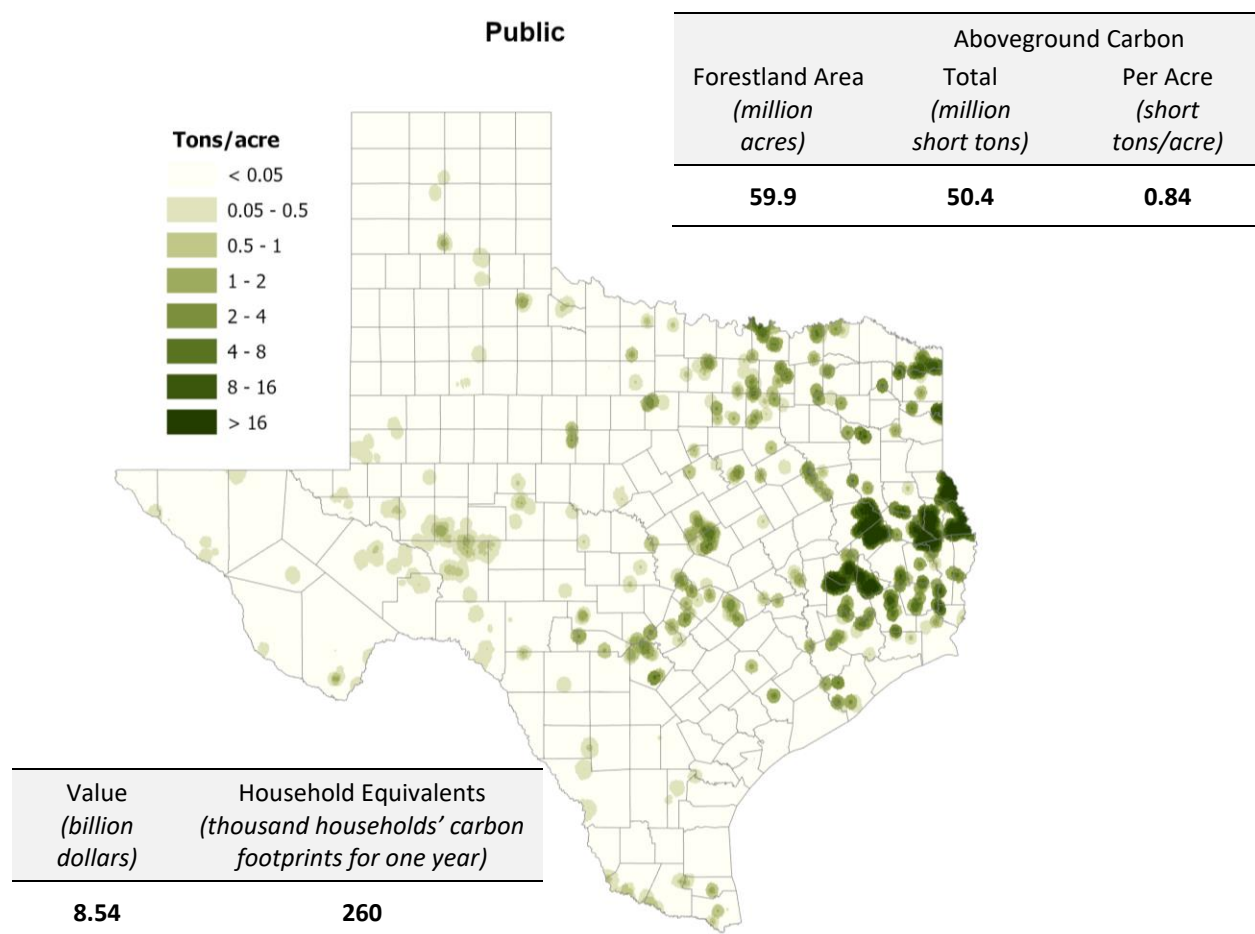 Public
Aboveground Carbon
Forestland Area Total Per Acre
(million (million (short
acres) short tons) tons/acre)
59.9 50.4 0.84
Tons/acre
< 0.05
0.05 - 0.5
0.5 - 1
1 - 2
2 - 4
4 - 8
8 - 16
> 16
Value Household Equivalents
(billion (thousand households’ carbon
dollars) footprints for one year)
8.54 260